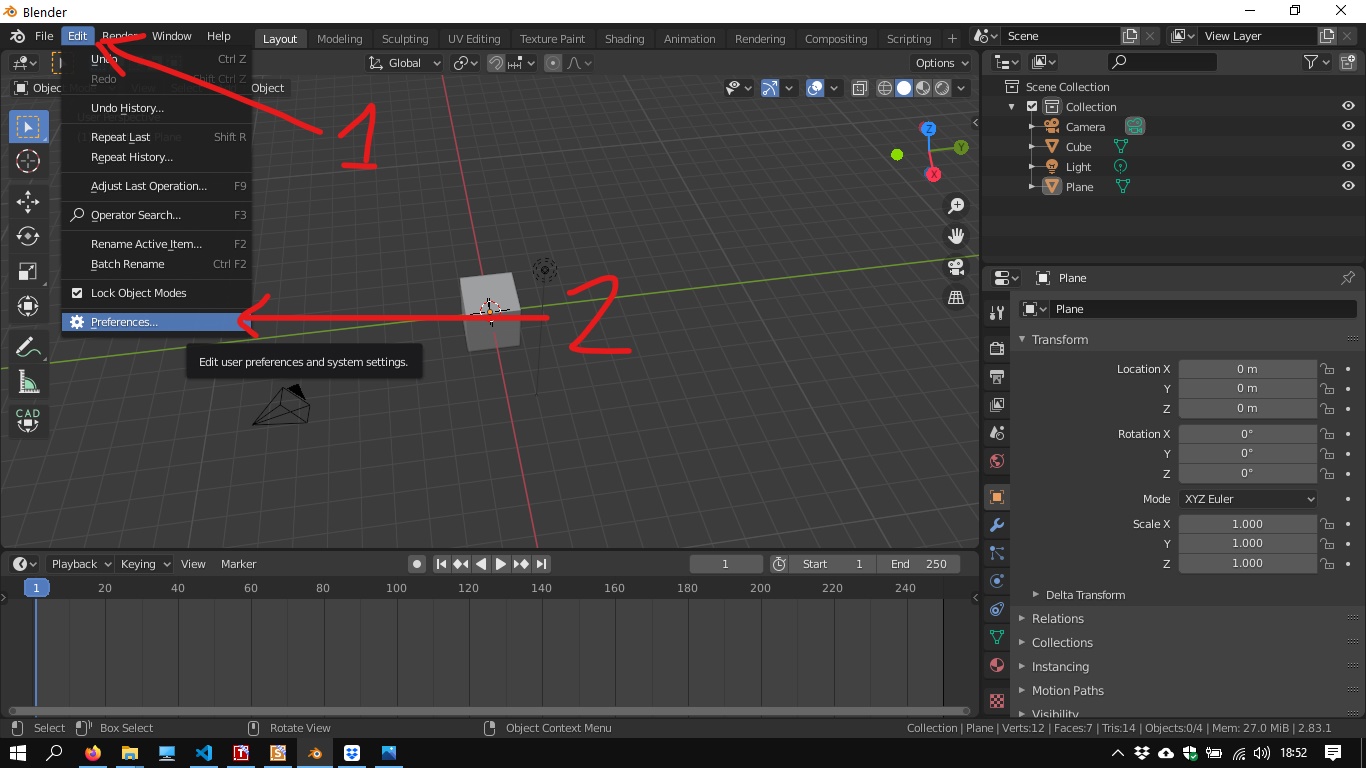 Blender
File Edit Render Window Help Layout Modeling Sculpting UV Editing Texture Paint Shading Animation Rendering Compositing Scripting + Scene View Layer
Global Options
Object
Undo Ctrl Z
Redo Shift Ctrl Z
Undo History...
Repeat Last Shift R
Repeat History...
Adjust Last Operation... F9
Operator Search... F3
Rename Active Item... F2
Batch Rename Ctrl F2
Lock Object Modes
Preferences...
Edit user preferences and system settings.
1
2
CAD
Z
Y
X
Scene Collection
Collection
Camera
Cube
Light
Plane
Plane
Plane
Transform
Location X 0 m
Y 0 m
Z 0 m
Rotation X 0°
Y 0°
Z 0°
Mode XYZ Euler
Scale X 1.000
Y 1.000
Z 1.000
Delta Transform
Relations
Collections
Instancing
Motion Paths
Visibility
Playback Keying View Marker 1 Start 1 End 250
1 20 40 60 80 100 120 140 160 180 200 220 240
Select Box Select Rotate View Object Context Menu Collection | Plane | Verts:12 | Faces:7 | Tris:14 | Objects:0/4 | Mem: 27.0 MiB | 2.83.1
18:52